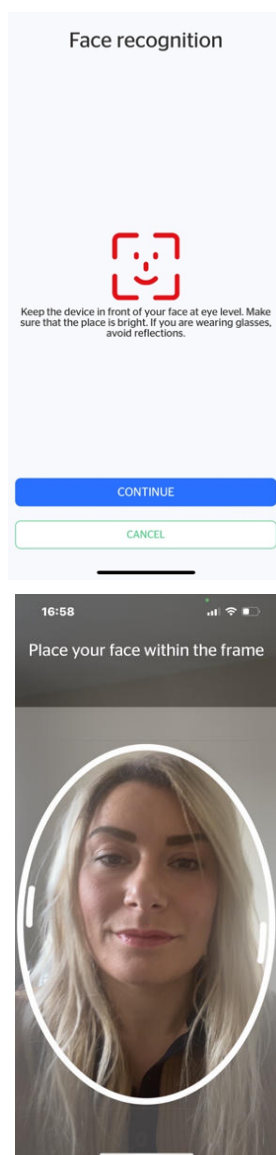 Face recognition
Keep the device in front of your face at eye level. Make
sure that the place is bright. If you are wearing glasses,
avoid reflections.
CONTINUE
CANCEL
16:58
Place your face within the frame